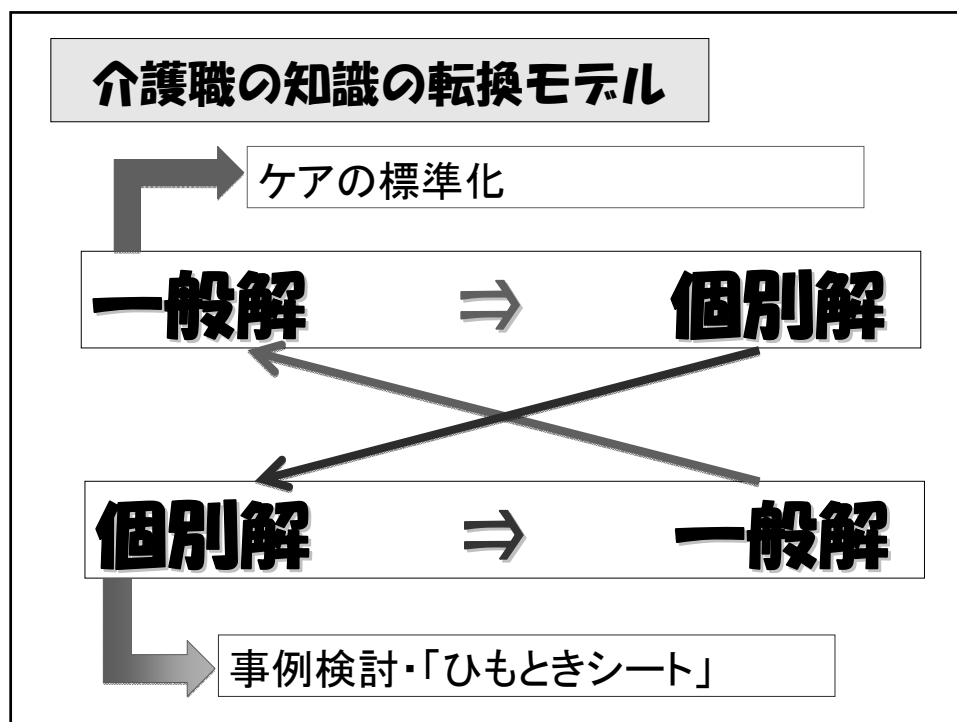 介護職の知識の転換モデル
ケアの標準化
一般解 ⇒ 個別解
個別解 ⇒ 一般解
事例検討・「ひもときシート」